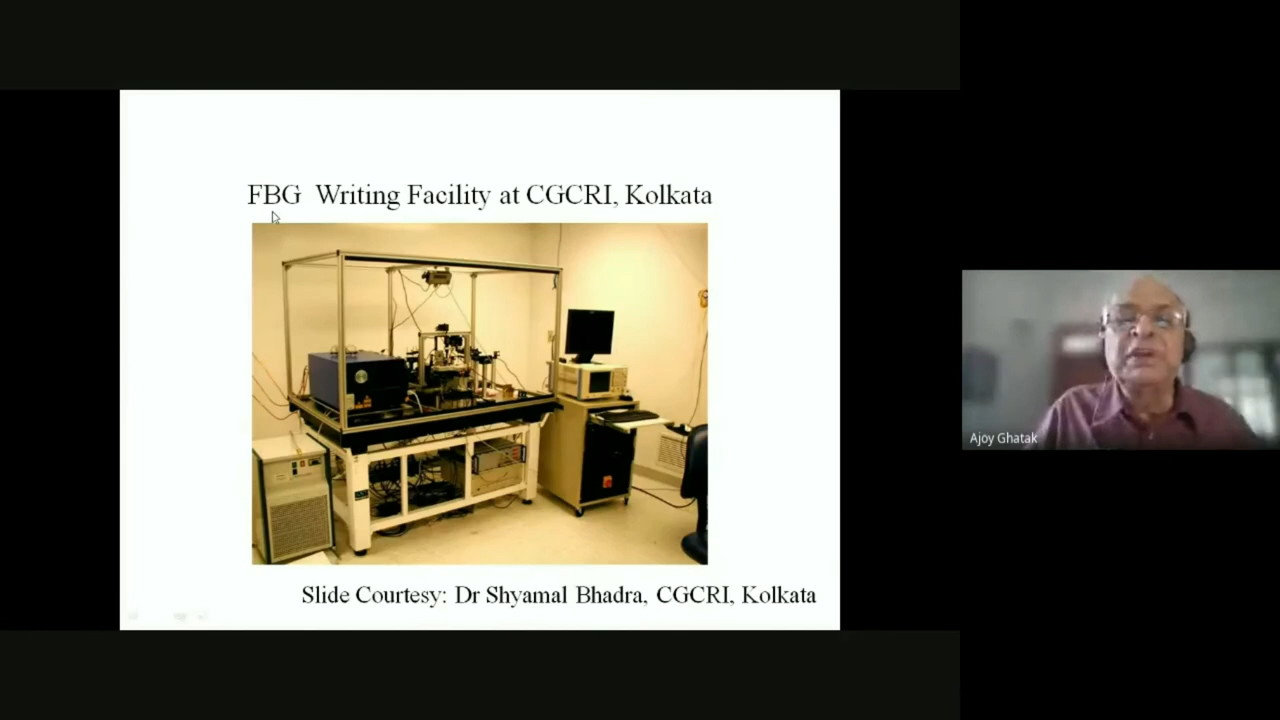 FBG Writing Facility at CGCRI, Kolkata
Slide Courtesy: Dr Shyamal Bhadra, CGCRI, Kolkata
Ajoy Ghatak